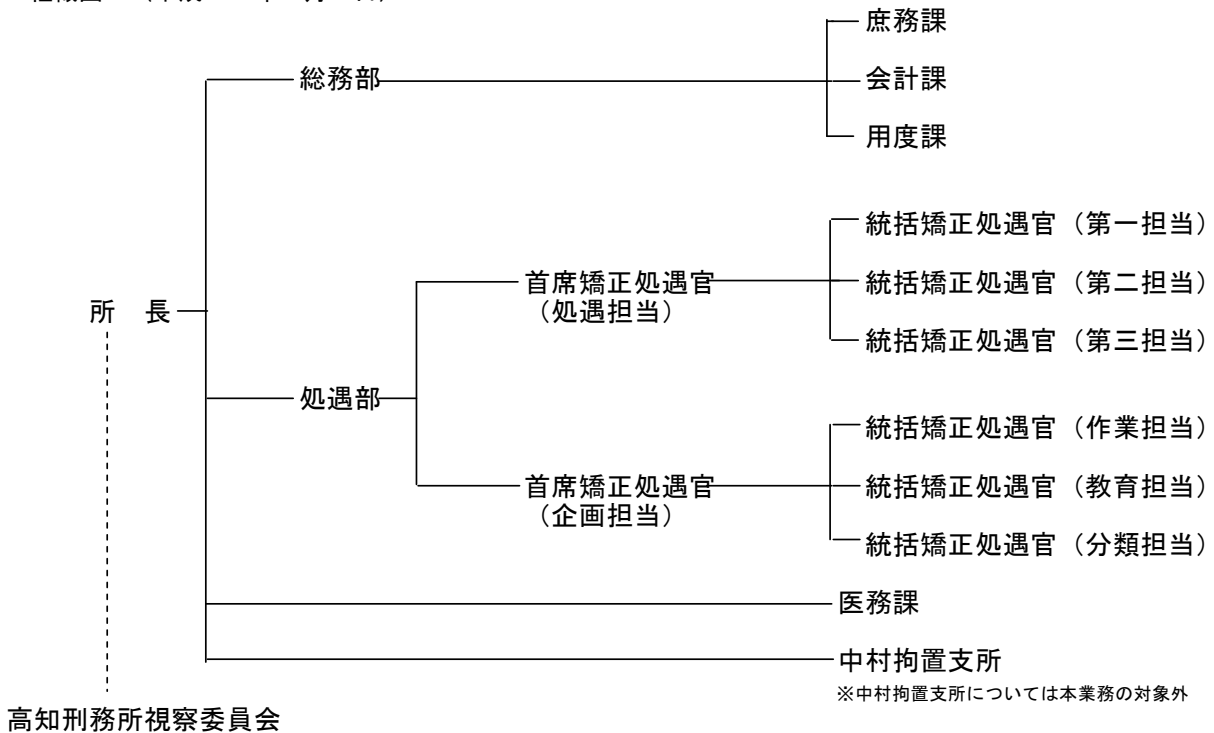 庶務課
総務部
会計課
用度課
統括矯正処遇官（第一担当）
首席矯正処遇官
（処遇担当）
統括矯正処遇官（第二担当）
所　長
統括矯正処遇官（第三担当）
処遇部
統括矯正処遇官（作業担当）
首席矯正処遇官
（企画担当）
統括矯正処遇官（教育担当）
統括矯正処遇官（分類担当）
医務課
中村拘置支所
※中村拘置支所については本業務の対象外
高知刑務所視察委員会